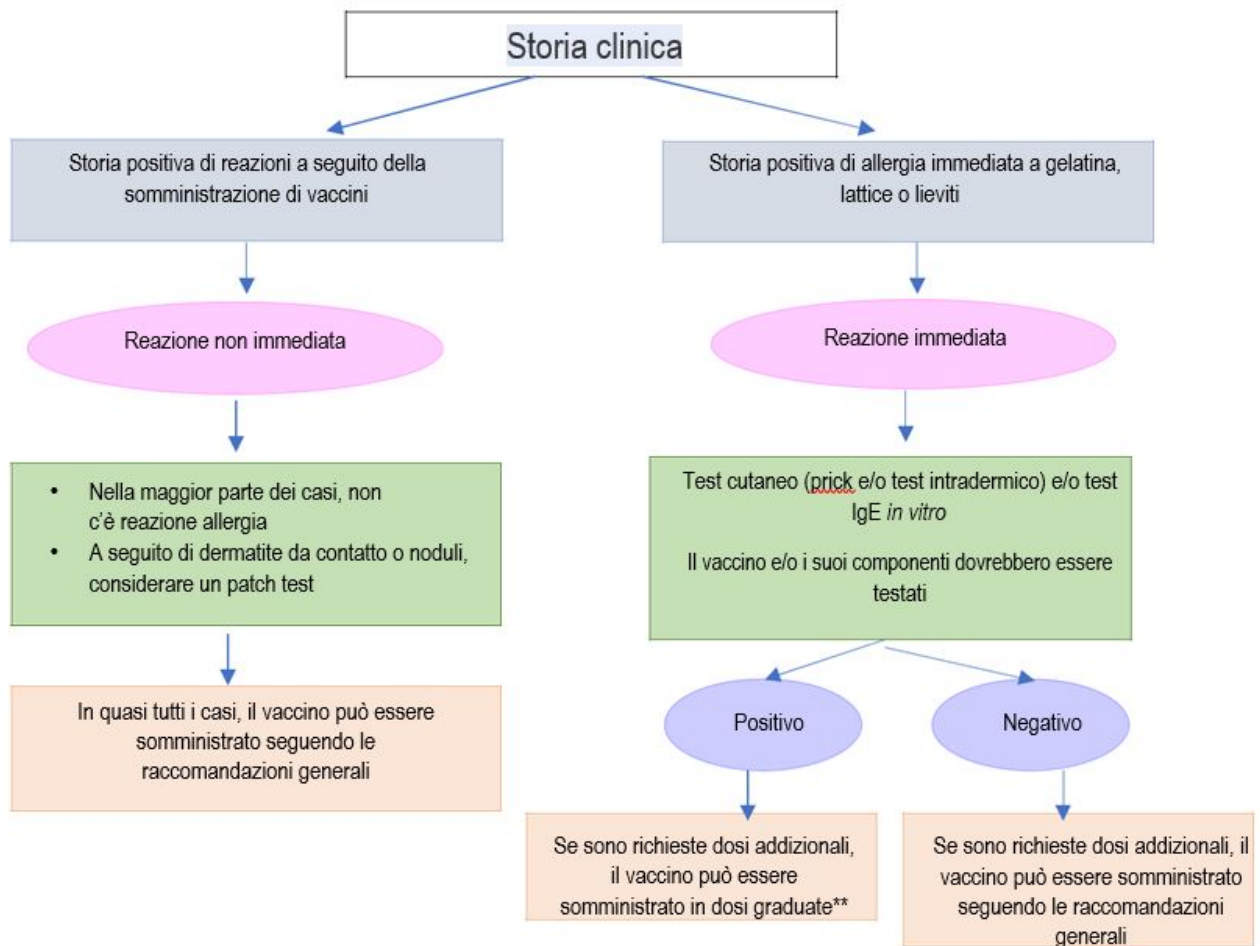 Storia clinica
Storia positiva di reazioni a seguito della
somministrazione di vaccini
Storia positiva di allergia immediata a gelatina,
lattice o lieviti
Reazione non immediata
Reazione immediata
• Nella maggior parte dei casi, non
c'è reazione allergia
• A seguito di dermatite da contatto o noduli,
considerare un patch test
Test cutaneo (prick e/o test intradermico) e/o test
IgE in vitro
Il vaccino e/o i suoi componenti dovrebbero essere
testati
In quasi tutti i casi, il vaccino può essere
somministrato seguendo le
raccomandazioni generali
Positivo
Negativo
Se sono richieste dosi addizionali,
il vaccino può essere
somministrato in dosi graduate**
Se sono richieste dosi addizionali, il
vaccino può essere somministrato
seguendo le raccomandazioni
generali